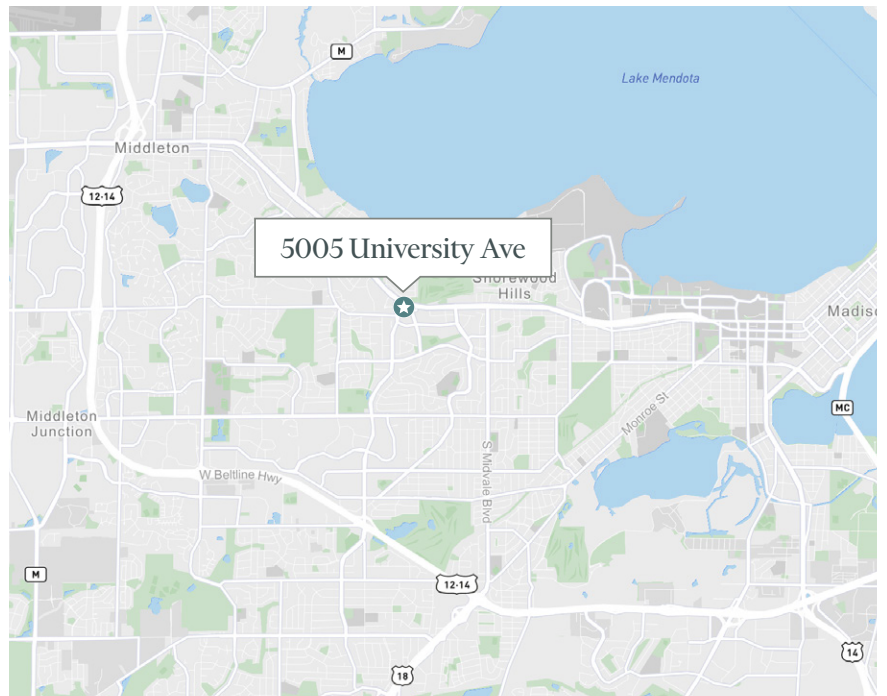 M
Lake Mendota
Middleton
12·14
5005 University Ave
Shorewood
Hills
Madiso
Middleton
Junction
MC
Monroe St
S Midvale Blvd
W Beltline Hwy
M
12·14
14
18